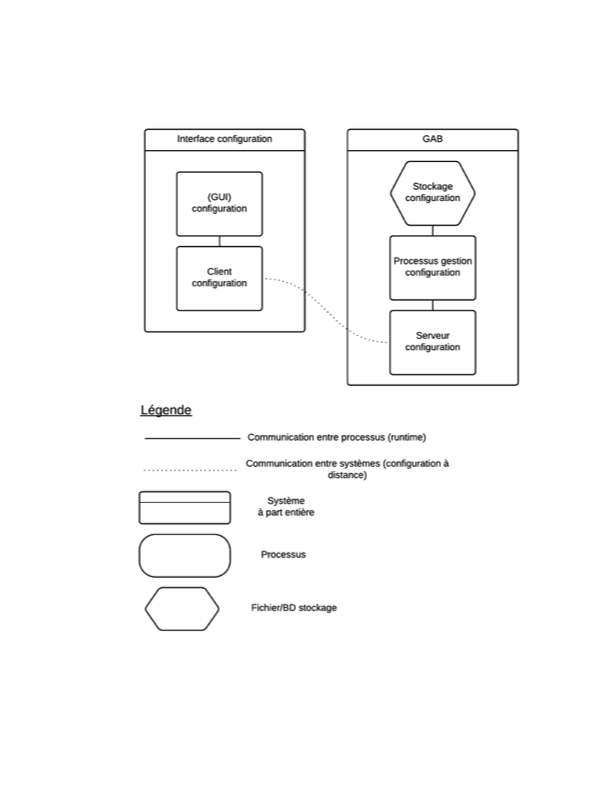 Interface configuration
(GUI)
configuration
Client
configuration
GAB
Stockage
configuration
Processus gestion
configuration
Serveur
configuration
Légende
Communication entre processus (runtime)
Communication entre systèmes (configuration à
distance)
Système
à part entière
Processus
Fichier/BD stockage